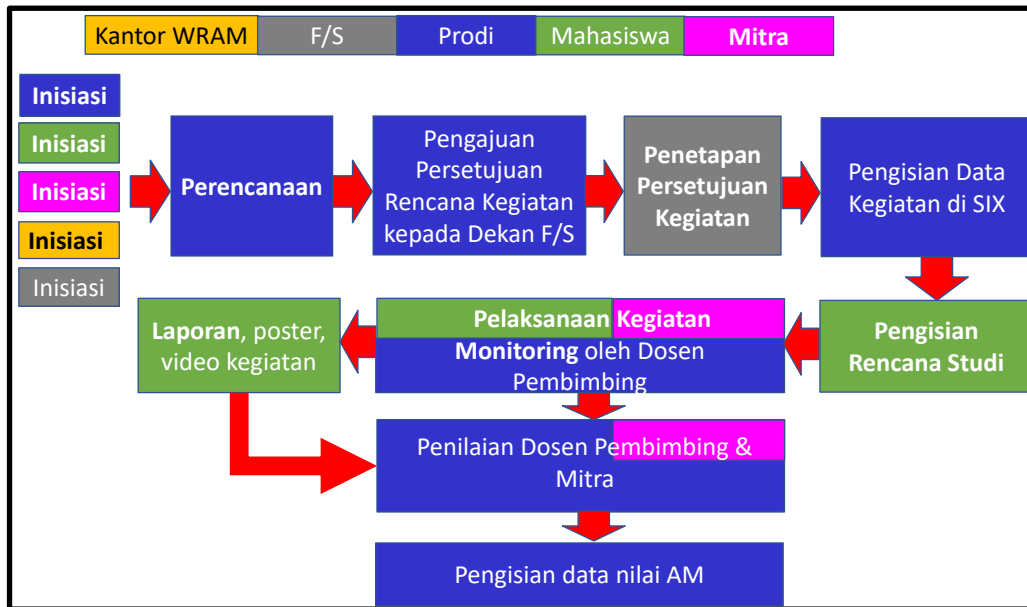 Kantor WRAM
F/S
Prodi
Mahasiswa
Mitra
Inisiasi
Inisiasi
Inisiasi
Inisiasi
Inisiasi
Perencanaan
Pengajuan
Persetujuan
Rencana Kegiatan
kepada Dekan F/S
Penetapan
Persetujuan
Kegiatan
Pengisian Data
Kegiatan di SIX
Laporan, poster,
video kegiatan
Pelaksanaan Kegiatan
Monitoring oleh Dosen
Pembimbing
Pengisian
Rencana Studi
Penilaian Dosen Pembimbing &
Mitra
Pengisian data nilai AM